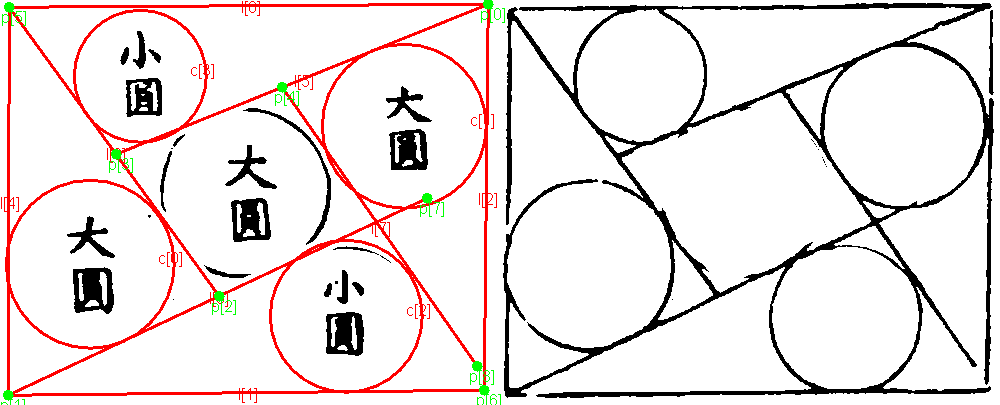 p[5]
l[0]
p[0]
小
圓
c[3]
l[5]
p[4]
大
圓
c[1]
p[3]
大
圓
l[4]
l[2]
p[7]
大
圓
l[7]
c[0]
小
圓
p[2]
c[2]
p[8]
p[1]
l[1]
p[6]